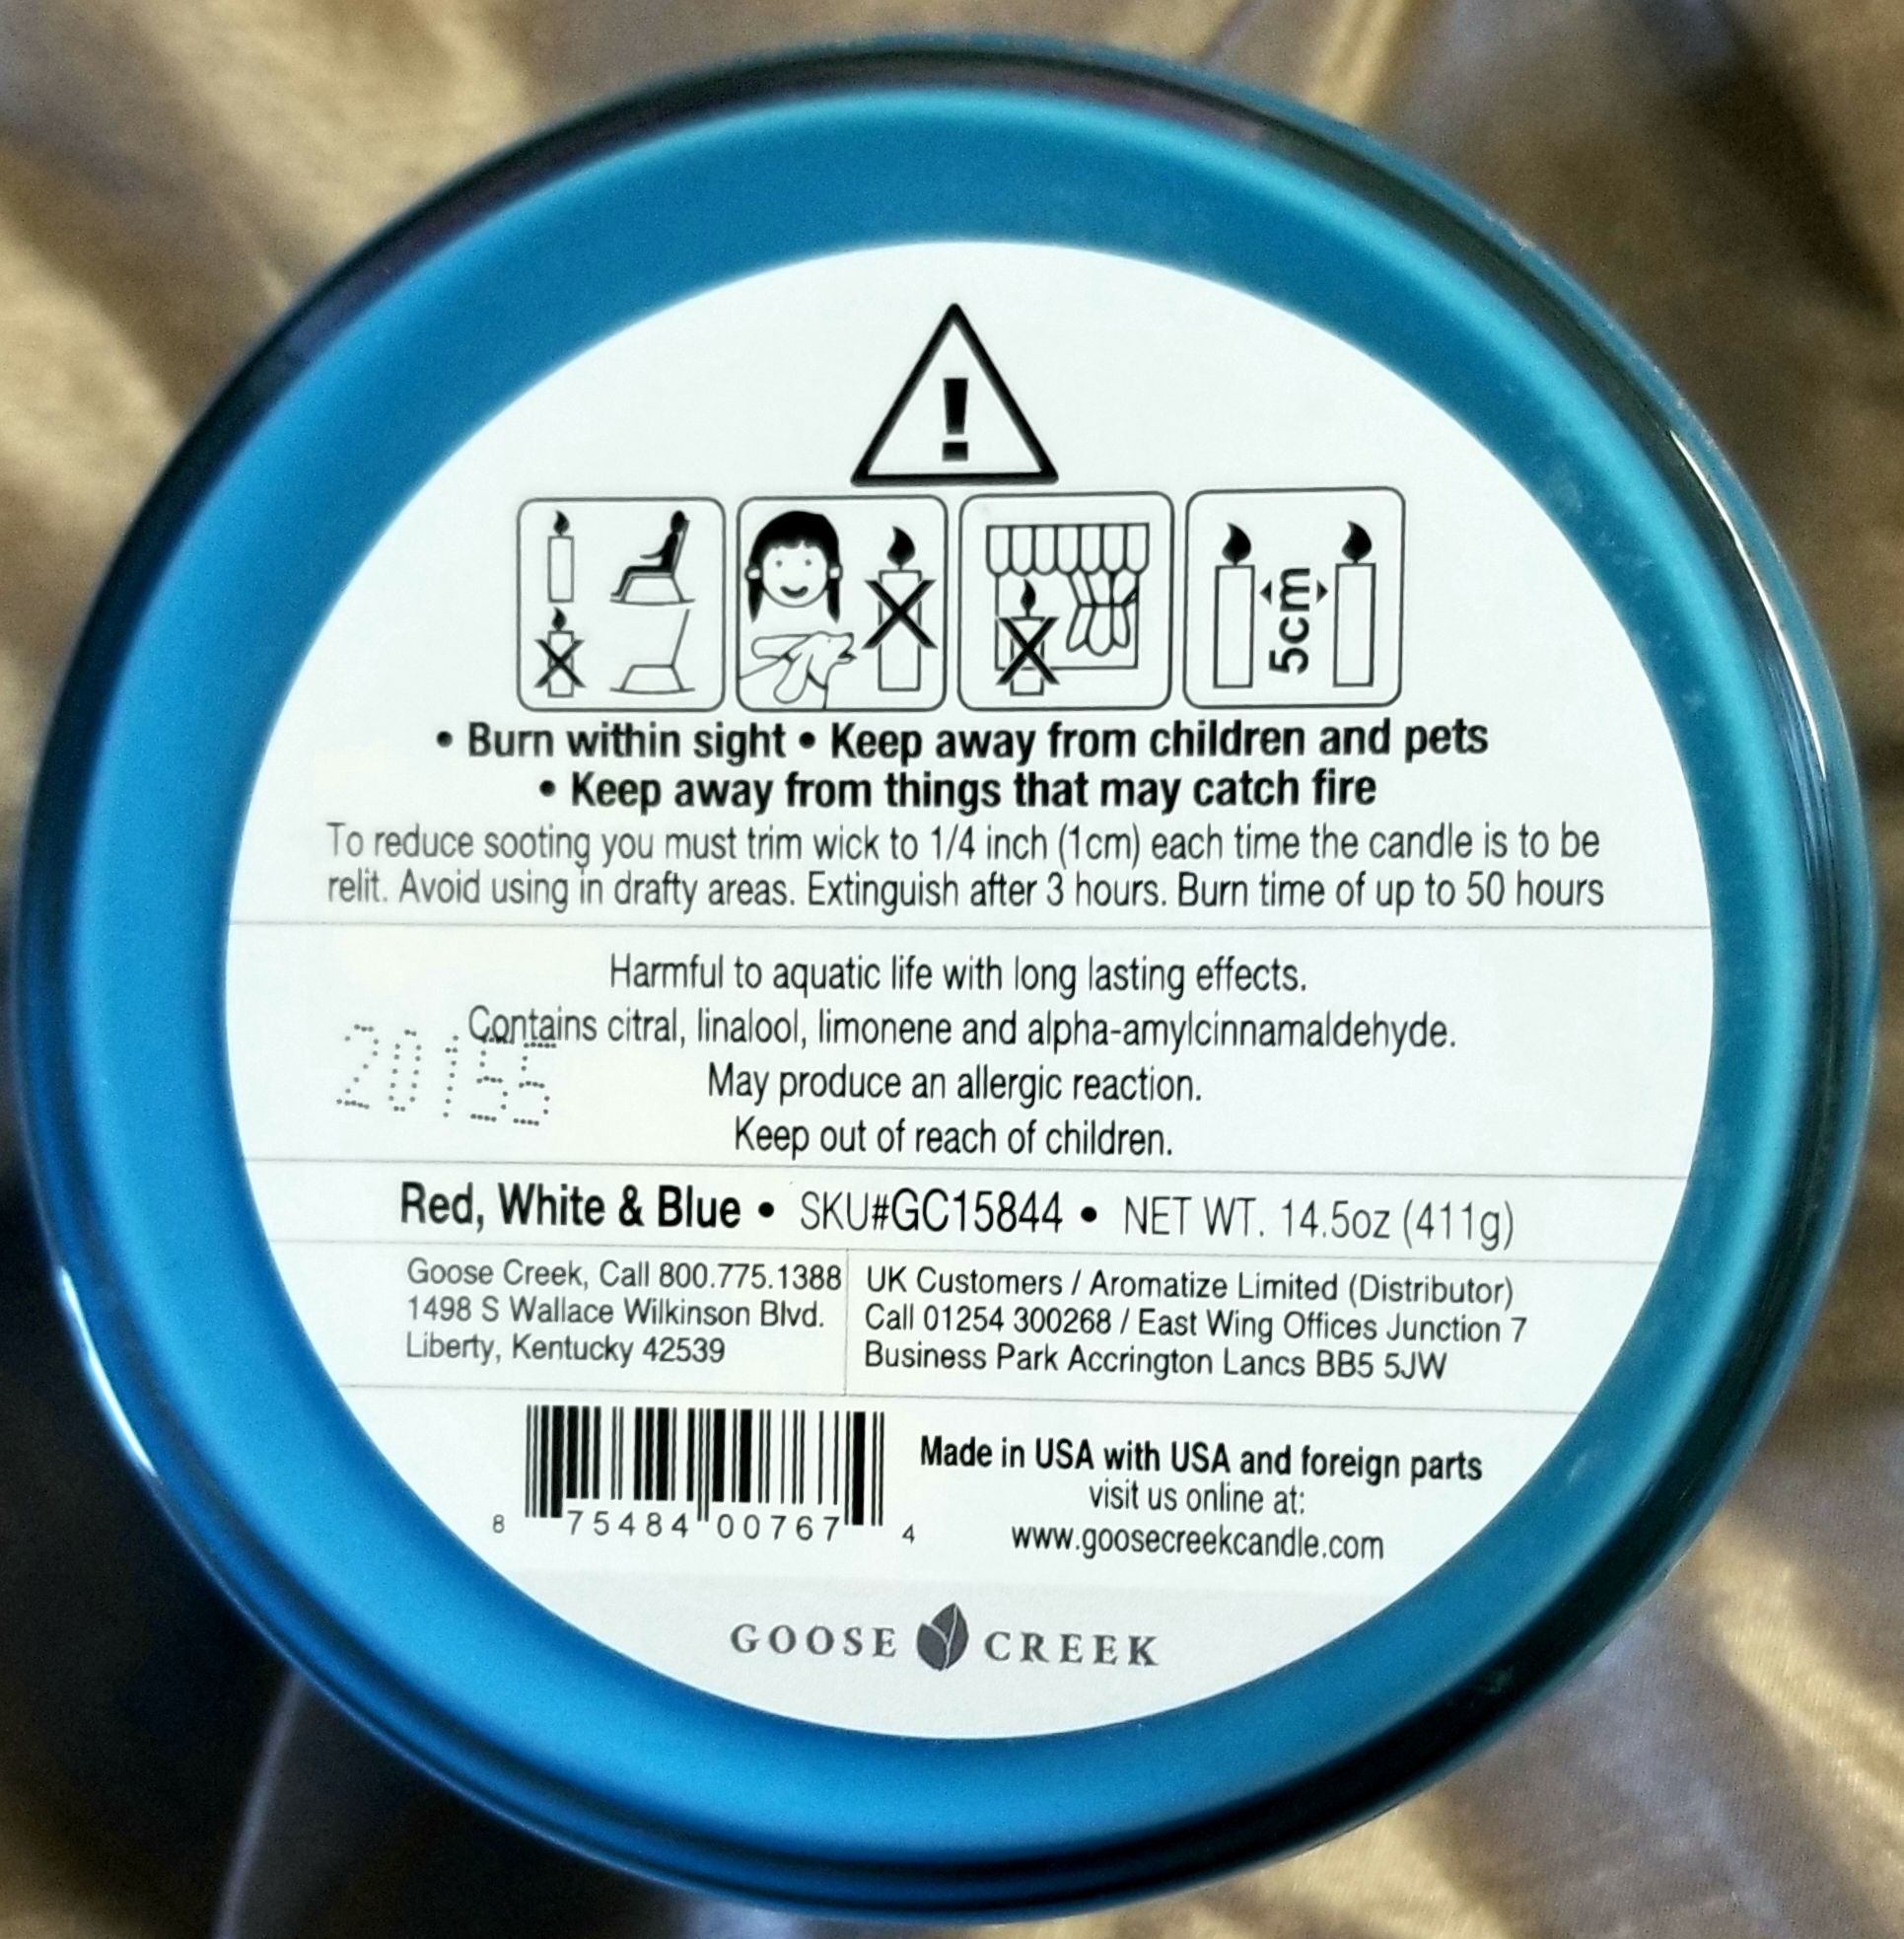 !
5cm
• Burn within sight • Keep away from children and pets
• Keep away from things that may catch fire
To reduce sooting you must trim wick to 1/4 inch (1cm) each time the candle is to be
relit. Avoid using in drafty areas. Extinguish after 3 hours. Burn time of up to 50 hours
Harmful to aquatic life with long lasting effects.
Contains citral, linalool, limonene and alpha-amylcinnamaldehyde.
20155
May produce an allergic reaction.
Keep out of reach of children.
Red, White & Blue • SKU#GC15844 • NET WT. 14.5oz (411g)
Goose Creek, Call 800.775.1388
1498 S Wallace Wilkinson Blvd.
Liberty, Kentucky 42539
UK Customers / Aromatize Limited (Distributor)
Call 01254 300268 / East Wing Offices Junction 7
Business Park Accrington Lancs BB5 5JW
8 75484 00767 4
Made in USA with USA and foreign parts
visit us online at:
www.goosecreekcandle.com
GOOSE CREEK